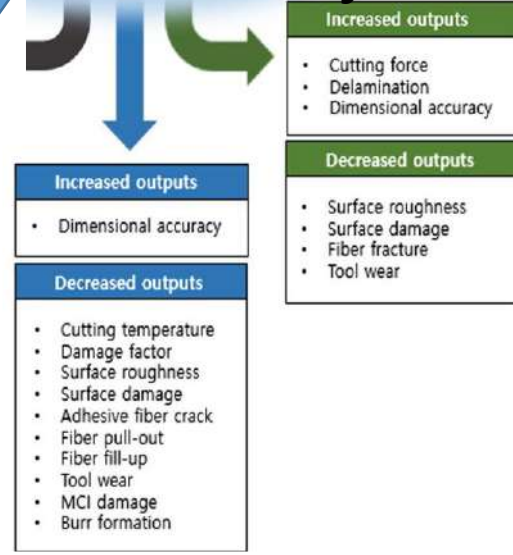 Increased outputs
• Cutting force
• Delamination
• Dimensional accuracy
Decreased outputs
• Surface roughness
• Surface damage
• Fiber fracture
• Tool wear
Increased outputs
• Dimensional accuracy
Decreased outputs
• Cutting temperature
• Damage factor
• Surface roughness
• Surface damage
• Adhesive fiber crack
• Fiber pull-out
• Fiber fill-up
• Tool wear
• MCI damage
• Burr formation